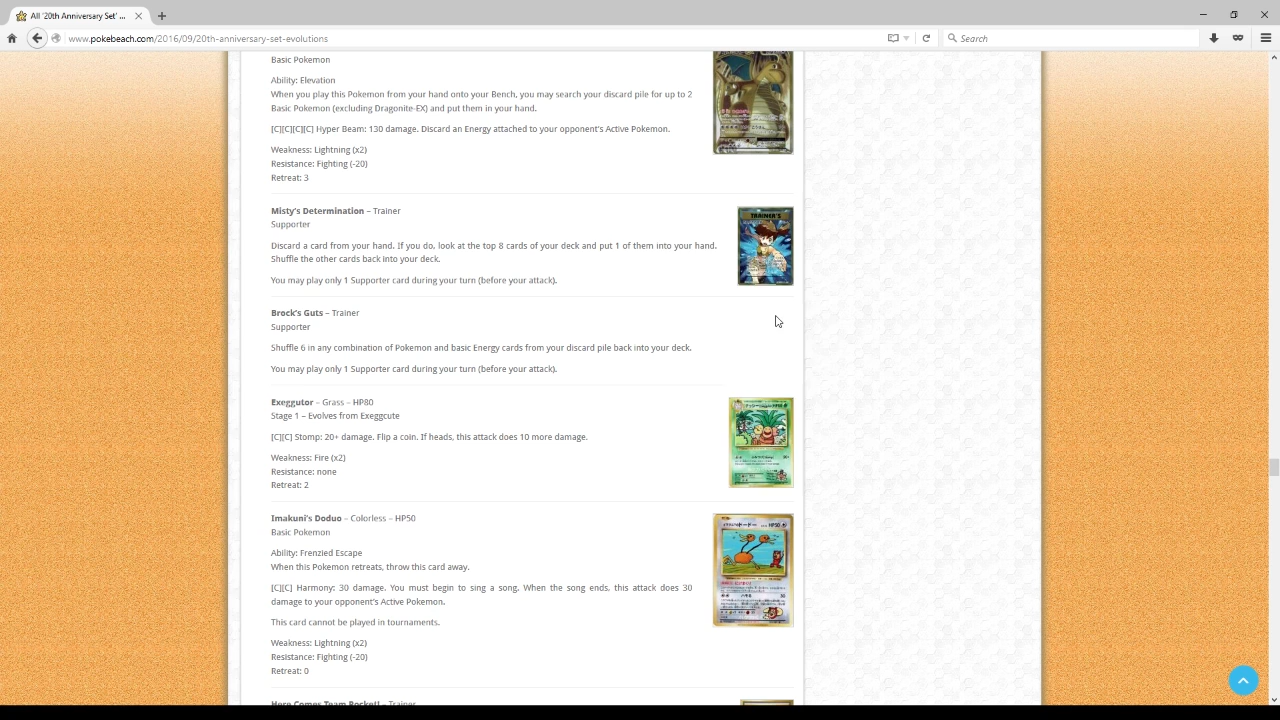 All '20th Anniversary Set'
www.pokebeach.com/2016/09/20th-anniversary-set-evolutions
Search
Basic Pokemon
Ability: Elevation
When you play this Pokemon from your hand onto your Bench, you may search your discard pile for up to 2
Basic Pokemon (excluding Dragonite-EX) and put them in your hand.
[C][C][C][C] Hyper Beam: 130 damage. Discard an Energy attached to your opponent's Active Pokemon.
Weakness: Lightning (x2)
Resistance: Fighting (-20)
Retreat: 3
Misty's Determination – Trainer
TRAINER'S
Supporter
Discard a card from your hand. If you do, look at the top 8 cards of your deck and put 1 of them into your hand.
Shuffle the other cards back into your deck.
You may play only 1 Supporter card during your turn (before your attack).
Brock's Guts – Trainer
Supporter
Shuffle 6 in any combination of Pokemon and basic Energy cards from your discard pile back into your deck.
You may play only 1 Supporter card during your turn (before your attack).
Exeggutor – Grass – HP80
Stage 1 – Evolves from Exeggcute
[C][C] Stomp: 20+ damage. Flip a coin. If heads, this attack does 10 more damage.
Weakness: Fire (x2)
Resistance: none
Retreat: 2
Imakuni's Doduo – Colorless – HP50
Basic Pokemon
Ability: Frenzied Escape
When this Pokemon retreats, throw this card away.
[C][C] Harmony: 30 damage. You must begin humming a song. When the song ends, this attack does 30
damage to your opponent's Active Pokemon.
This card cannot be played in tournaments.
Weakness: Lightning (x2)
Resistance: Fighting (-20)
Retreat: 0
Here Comes Team Rocket! – Trainer